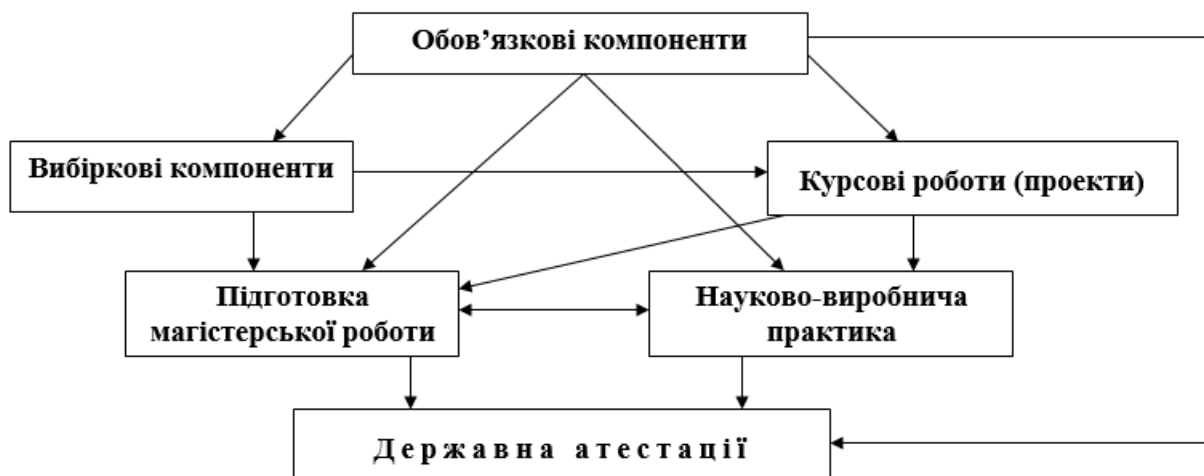 Обов’язкові компоненти
Вибіркові компоненти
Курсові роботи (проекти)
Підготовка
магістерської роботи
Науково-виробнича
практика
Державна атестації